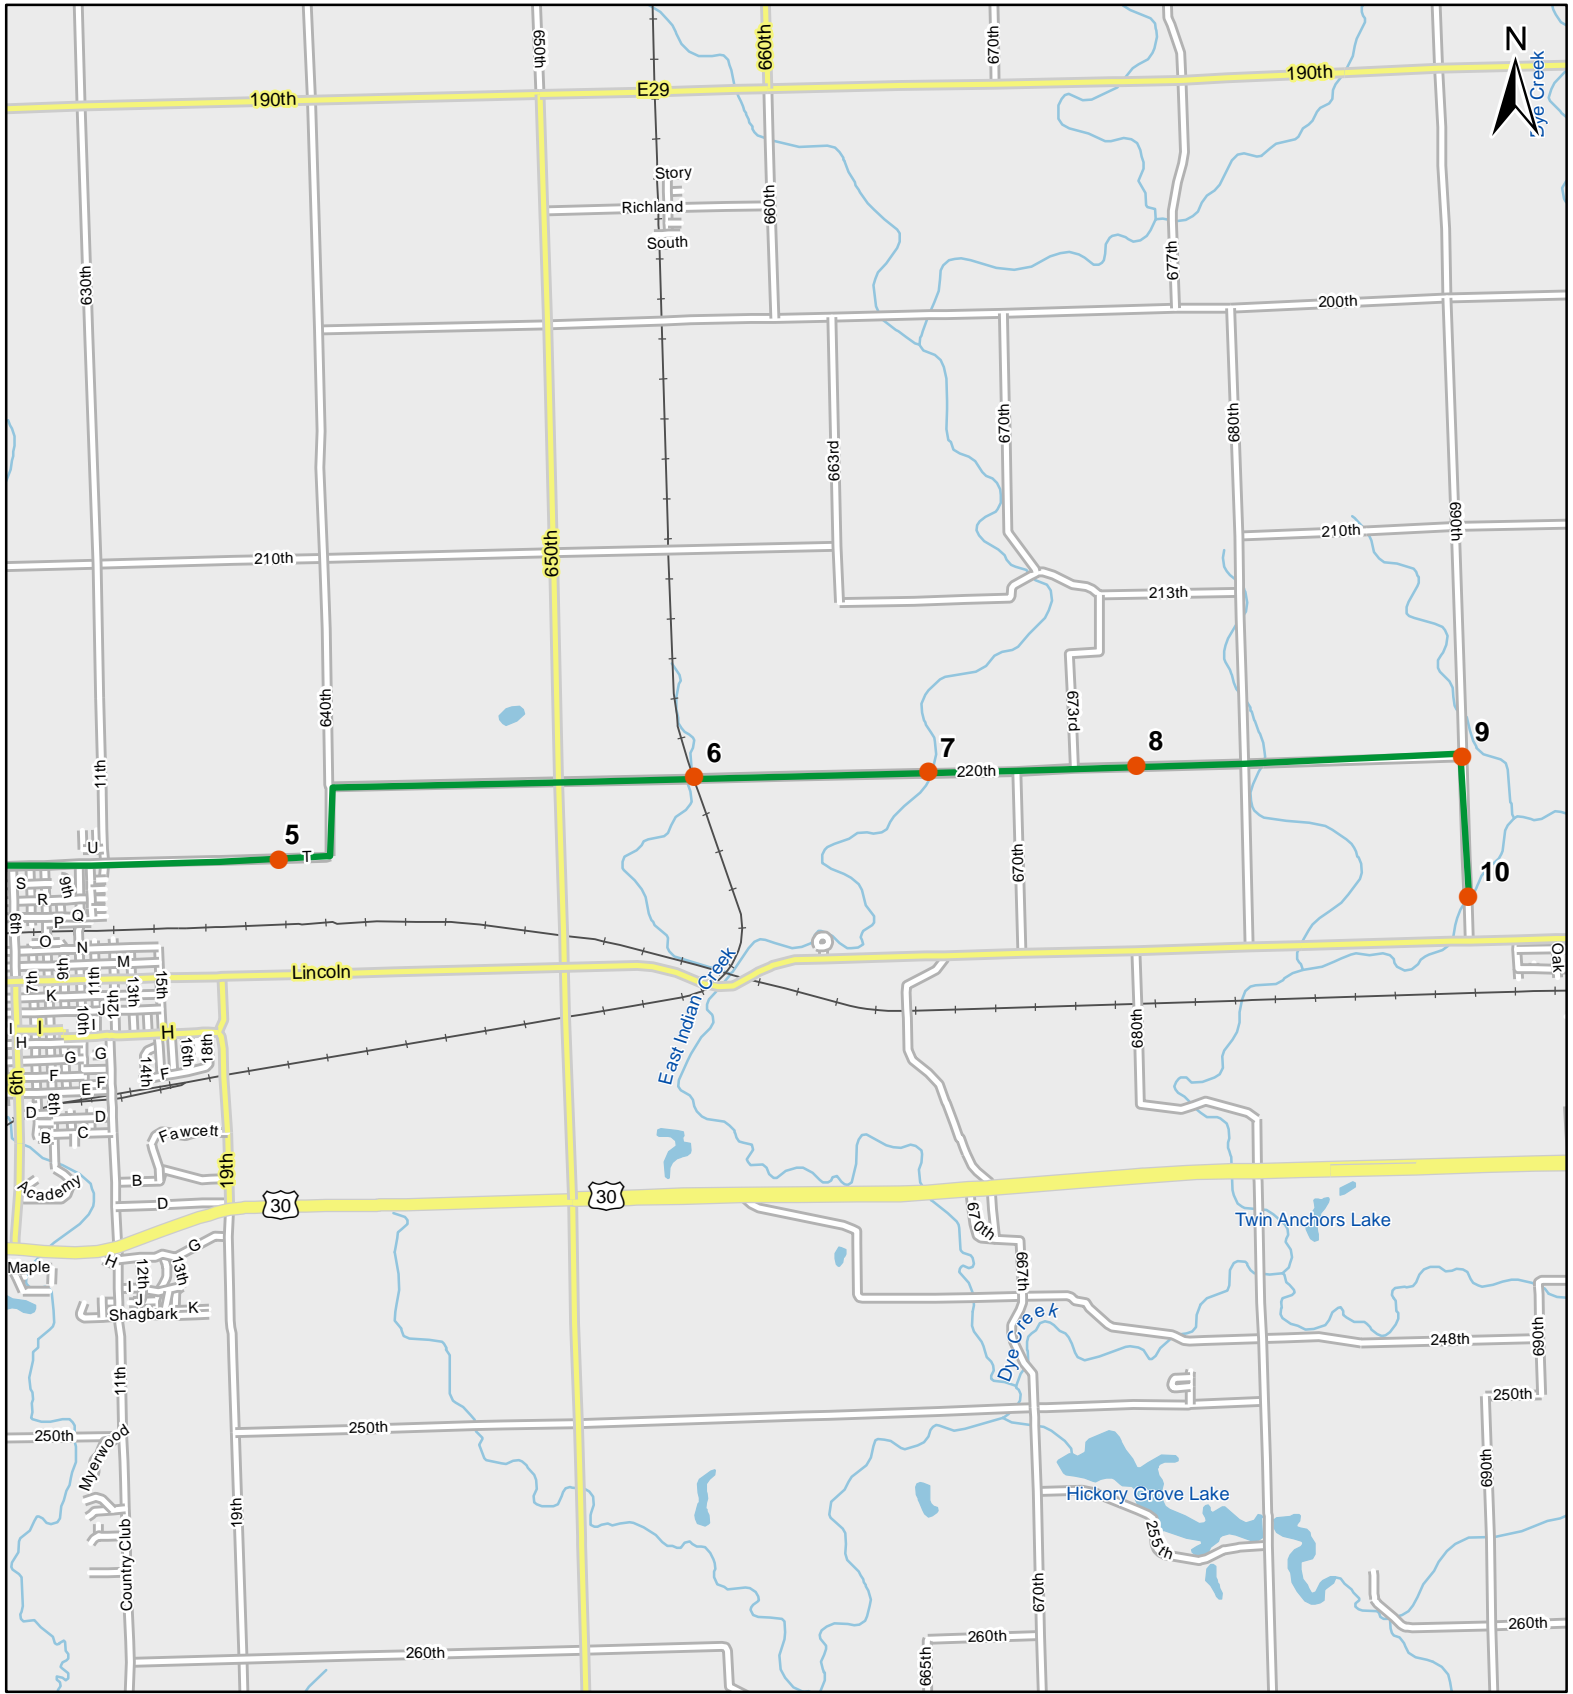 650th
660th
670th
N
Dye Creek
190th
E29
190th
Story
Richland
South
660th
677th
630th
200th
670th
680th
663rd
690th
650th
210th
210th
213th
640th
673rd
9
6
7
8
220th
11th
5
T
U
S
R
9th
6th
P
Q
O
N
670th
10
M
Lincoln
East Indian Creek
Oak
7th
9th
11th
12th
13th
15th
K
J
10th
I
I
I
H
H
680th
G
G
14th
16th
18th
F
F
F
E
6th
8th
D
D
B
C
Fawcett
19th
Academy
B
D
30
30
670th
Twin Anchors Lake
G
H
Maple
12th
13th
667th
I
J
Shagbark
K
Dye Creek
248th
690th
11th
250th
250th
250th
Myerwood
690th
Hickory Grove Lake
19th
255th
Country Club
670th
260th
260th
260th
665th